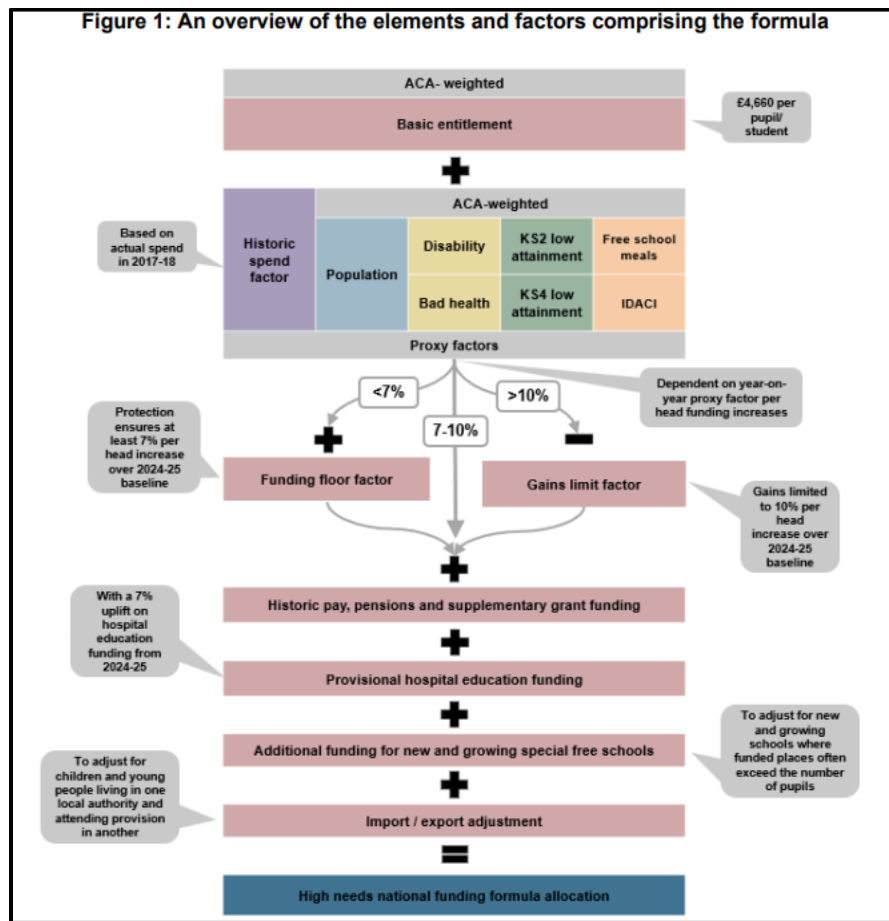 Figure 1: An overview of the elements and factors comprising the formula
ACA- weighted
Basic entitlement
£4,660 per
pupil/
student
Based on
actual spend
in 2017-18
Historic
spend
factor
ACA-weighted
Population
Disability
KS2 low
attainment
Free school
meals
Bad health
KS4 low
attainment
IDACI
Proxy factors
<7%
7-10%
>10%
Dependent on year-on-
year proxy factor per
head funding increases
Protection
ensures at
least 7% per
head increase
over 2024-25
baseline
Funding floor factor
Gains limit factor
Gains limited
to 10% per
head
increase over
2024-25
baseline
Historic pay, pensions and supplementary grant funding
With a 7%
uplift on
hospital
education
funding from
2024-25
Provisional hospital education funding
Additional funding for new and growing special free schools
To adjust for new
and growing
schools where
funded places often
exceed the number
of pupils
To adjust for
children and young
people living in one
local authority and
attending provision
in another
Import / export adjustment
High needs national funding formula allocation